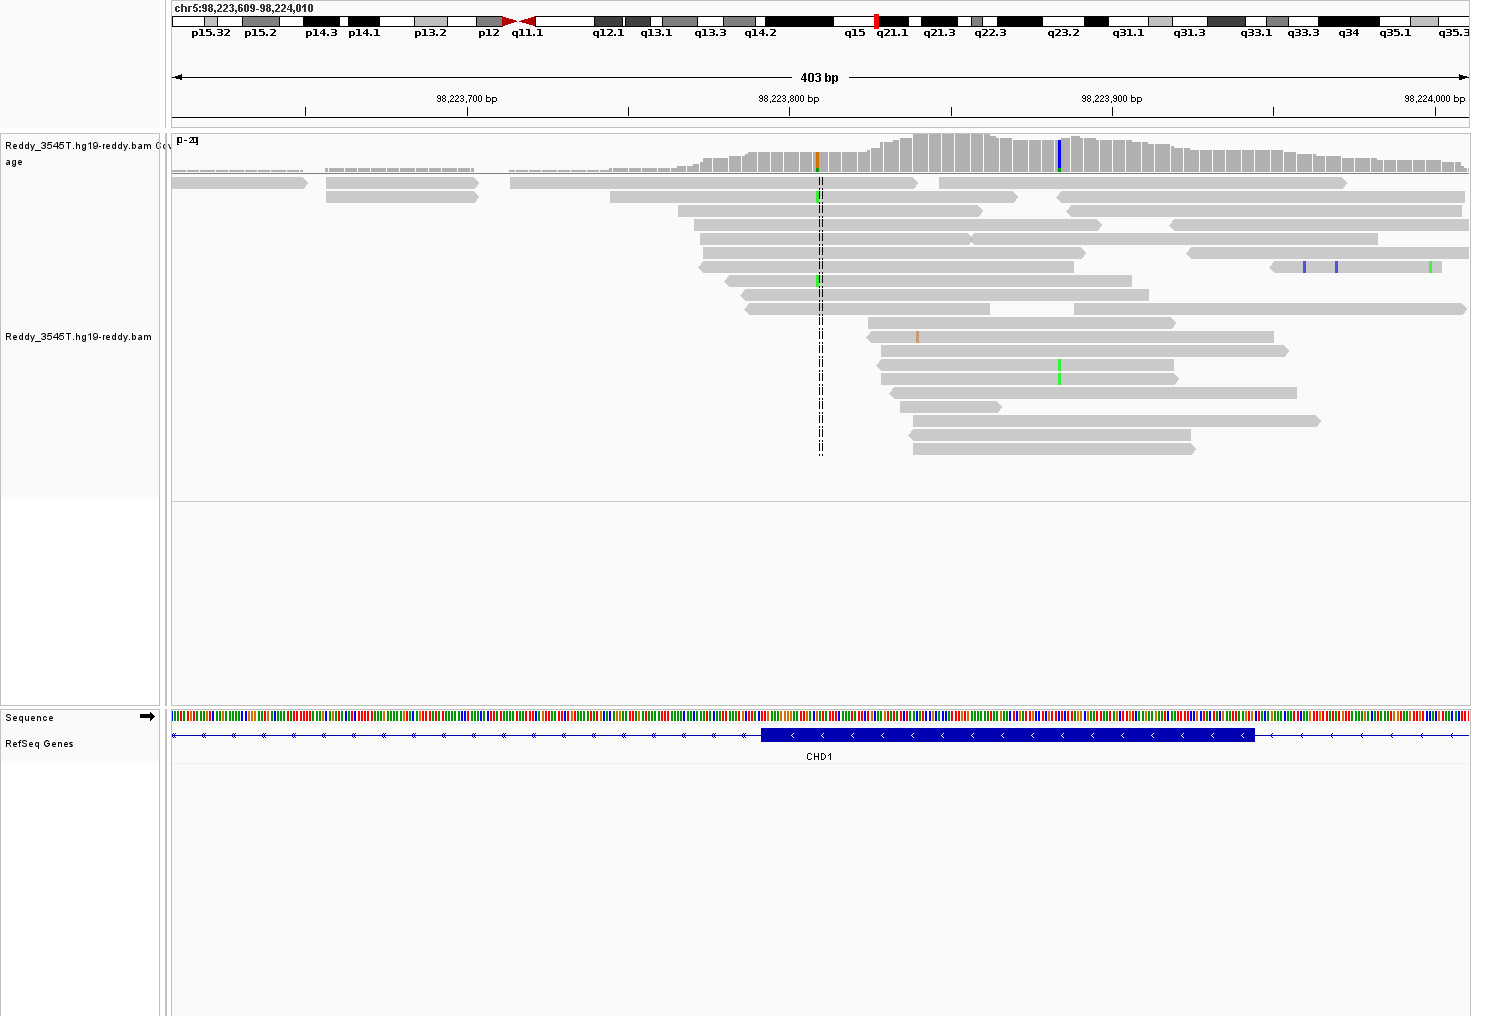 chr5:98,223,609-98,224,010
p15.32 p15.2 p14.3 p14.1 p13.2 p12 q11.1 q12.1 q13.1 q13.3 q14.2 q15 q21.1 q21.3 q22.3 q23.2 q31.1 q31.3 q33.1 q33.3 q34 q35.1 q35.3
403 bp
98,223,700 bp 98,223,800 bp 98,223,900 bp 98,224,000 bp
[0-20]
Reddy_3545T.hg19-reddy.bam Cov
age
Reddy_3545T.hg19-reddy.bam
Sequence
RefSeq Genes
CHD1